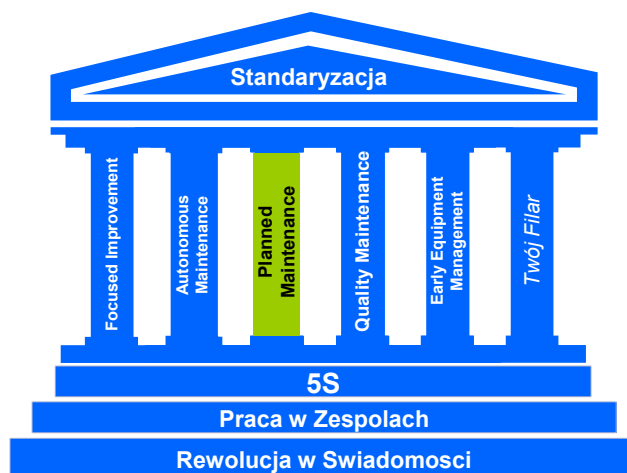 Standaryzacja
Focused Improvement
Autonomous
Maintenance
Planned
Maintenance
Quality Maintenance
Early Equipment
Management
Twój Filar
5S
Praca w Zespolach
Rewolucja w Swiadomosci